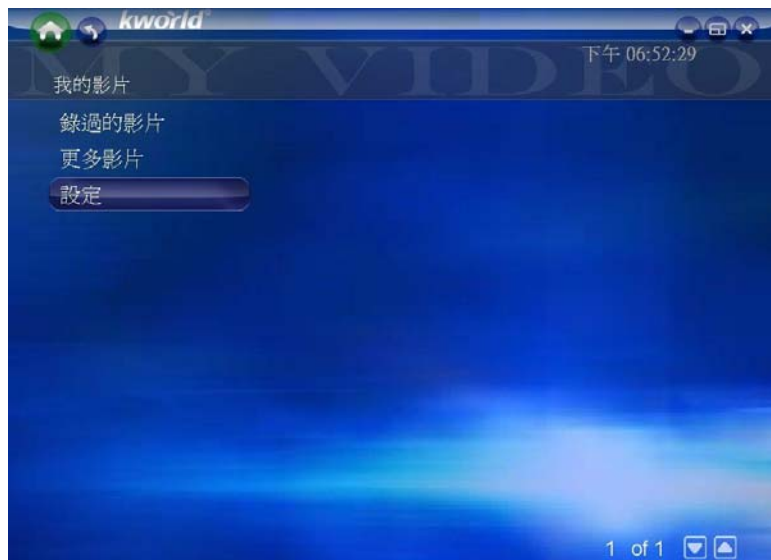 kworld
MY VIDEO
下午 06:52:29
我的影片
錄過的影片
更多影片
設定
1 of 1